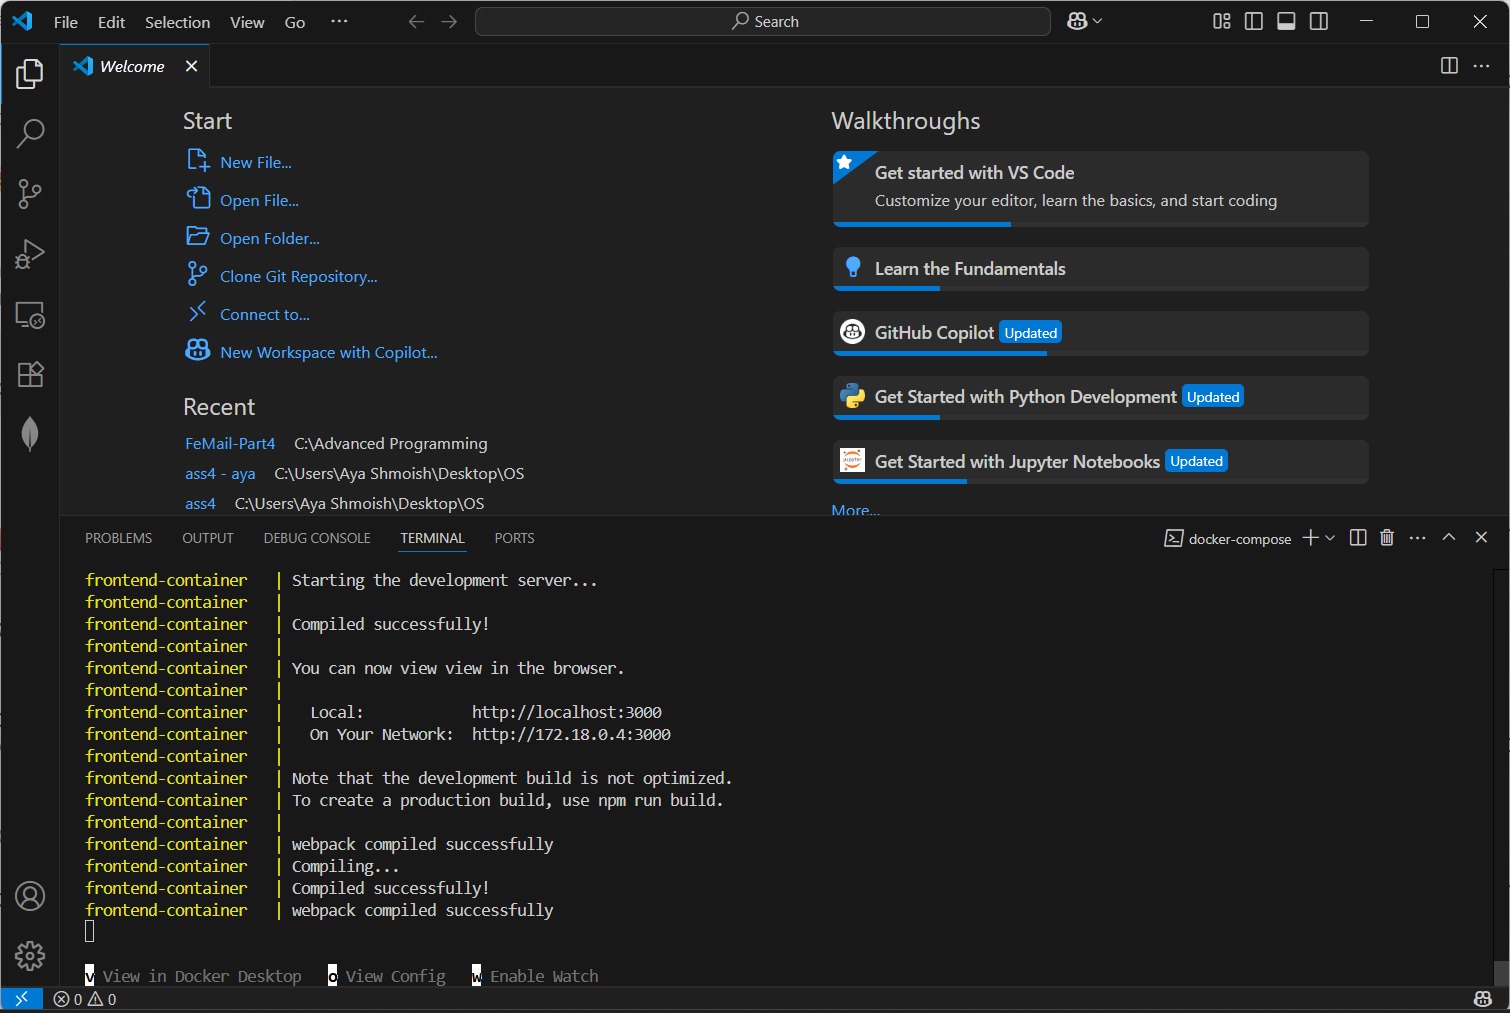 File Edit Selection View Go ··· Search
Welcome
Start
New File...
Open File...
Open Folder...
Clone Git Repository...
Connect to...
New Workspace with Copilot...
Recent
FeMail-Part4 C:\Advanced Programming
ass4 - aya C:\Users\Aya Shmoish\Desktop\OS
ass4 C:\Users\Aya Shmoish\Desktop\OS
Walkthroughs
Get started with VS Code
Customize your editor, learn the basics, and start coding
Learn the Fundamentals
GitHub Copilot Updated
Get Started with Python Development Updated
jupyter Get Started with Jupyter Notebooks Updated
More...
PROBLEMS OUTPUT DEBUG CONSOLE TERMINAL PORTS docker-compose
frontend-container | Starting the development server...
frontend-container |
frontend-container | Compiled successfully!
frontend-container |
frontend-container | You can now view view in the browser.
frontend-container |
frontend-container | Local: http://localhost:3000
frontend-container | On Your Network: http://172.18.0.4:3000
frontend-container |
frontend-container | Note that the development build is not optimized.
frontend-container | To create a production build, use npm run build.
frontend-container |
frontend-container | webpack compiled successfully
frontend-container | Compiling...
frontend-container | Compiled successfully!
frontend-container | webpack compiled successfully
v View in Docker Desktop o View Config w Enable Watch
0 0